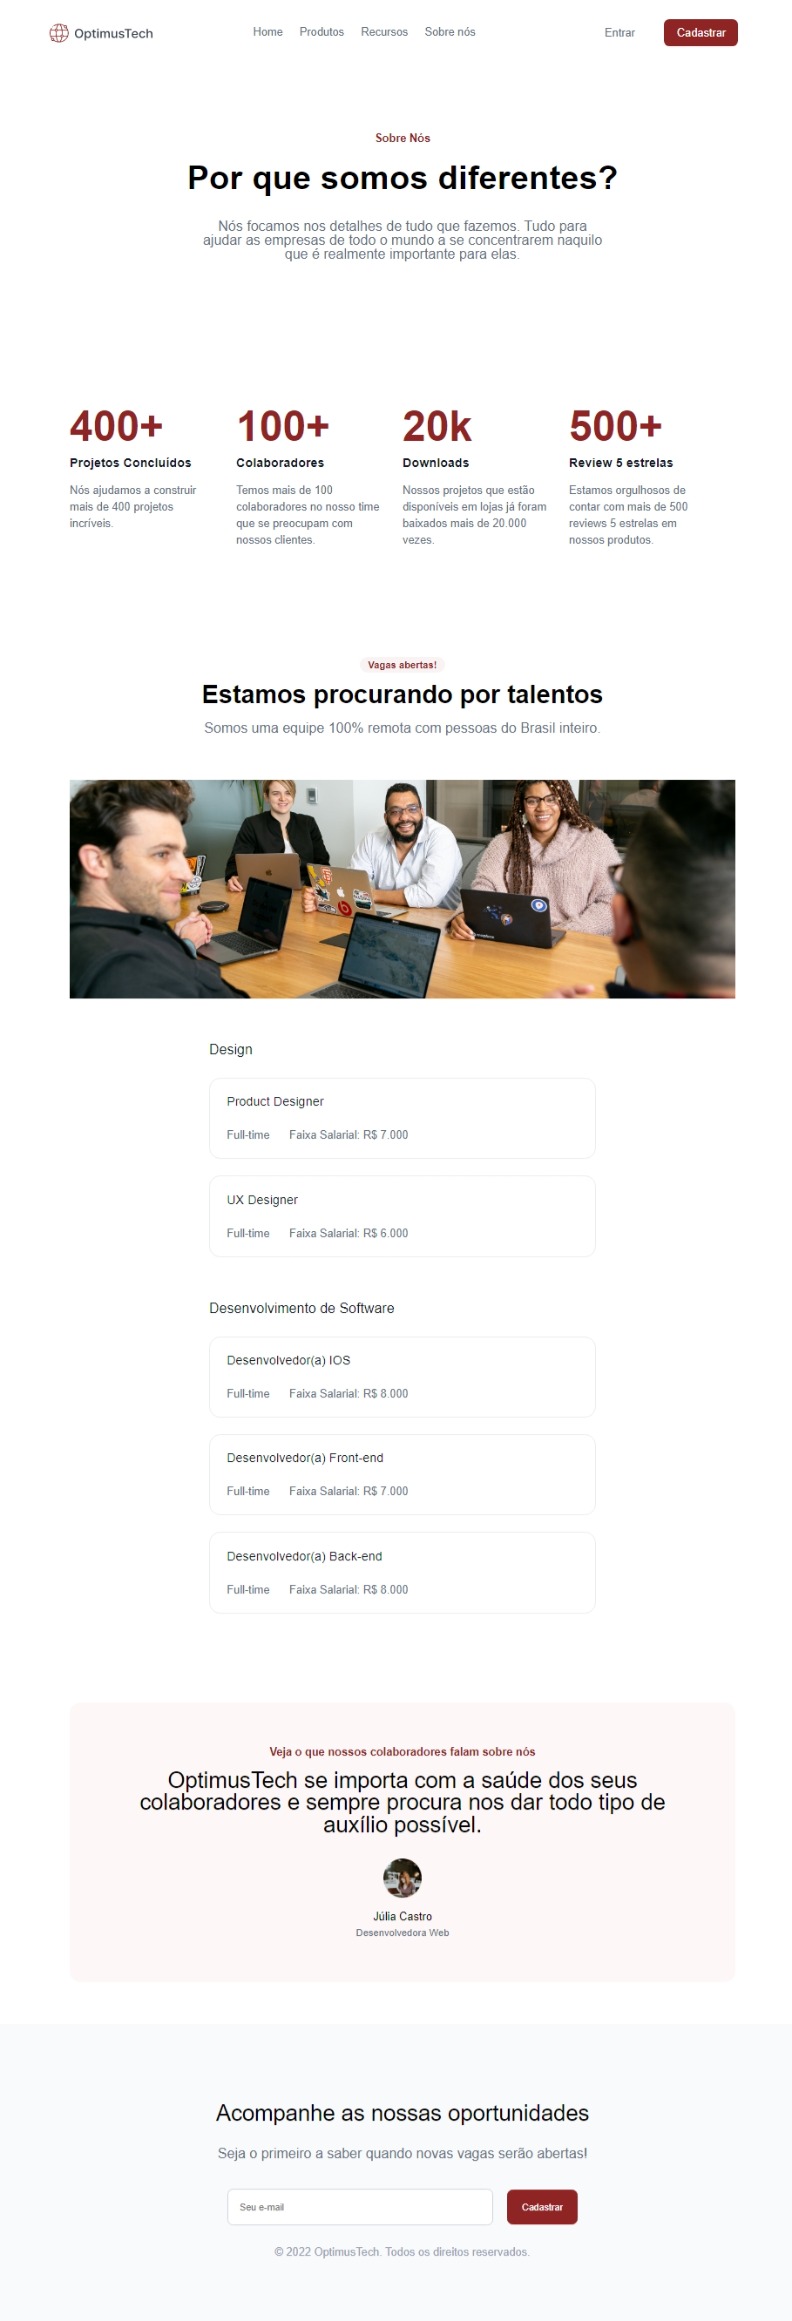 OptimusTech
Home Produtos Recursos Sobre nós
Entrar Cadastrar
Sobre Nós
Por que somos diferentes?
Nós focamos nos detalhes de tudo que fazemos. Tudo para
ajudar as empresas de todo o mundo a se concentrarem naquilo
que é realmente importante para elas.
400+
Projetos Concluídos
Nós ajudamos a construir
mais de 400 projetos
incríveis.
100+
Colaboradores
Temos mais de 100
colaboradores no nosso time
que se preocupam com
nossos clientes.
20k
Downloads
Nossos projetos que estão
disponíveis em lojas já foram
baixados mais de 20.000
vezes.
500+
Review 5 estrelas
Estamos orgulhosos de
contar com mais de 500
reviews 5 estrelas em
nossos produtos.
Vagas abertas!
Estamos procurando por talentos
Somos uma equipe 100% remota com pessoas do Brasil inteiro.
Design
Product Designer
Full-time Faixa Salarial: R$ 7.000
UX Designer
Full-time Faixa Salarial: R$ 6.000
Desenvolvimento de Software
Desenvolvedor(a) IOS
Full-time Faixa Salarial: R$ 8.000
Desenvolvedor(a) Front-end
Full-time Faixa Salarial: R$ 7.000
Desenvolvedor(a) Back-end
Full-time Faixa Salarial: R$ 8.000
Veja o que nossos colaboradores falam sobre nós
OptimusTech se importa com a saúde dos seus
colaboradores e sempre procura nos dar todo tipo de
auxílio possível.
Júlia Castro
Desenvolvedora Web
Acompanhe as nossas oportunidades
Seja o primeiro a saber quando novas vagas serão abertas!
Seu e-mail Cadastrar
© 2022 OptimusTech. Todos os direitos reservados.